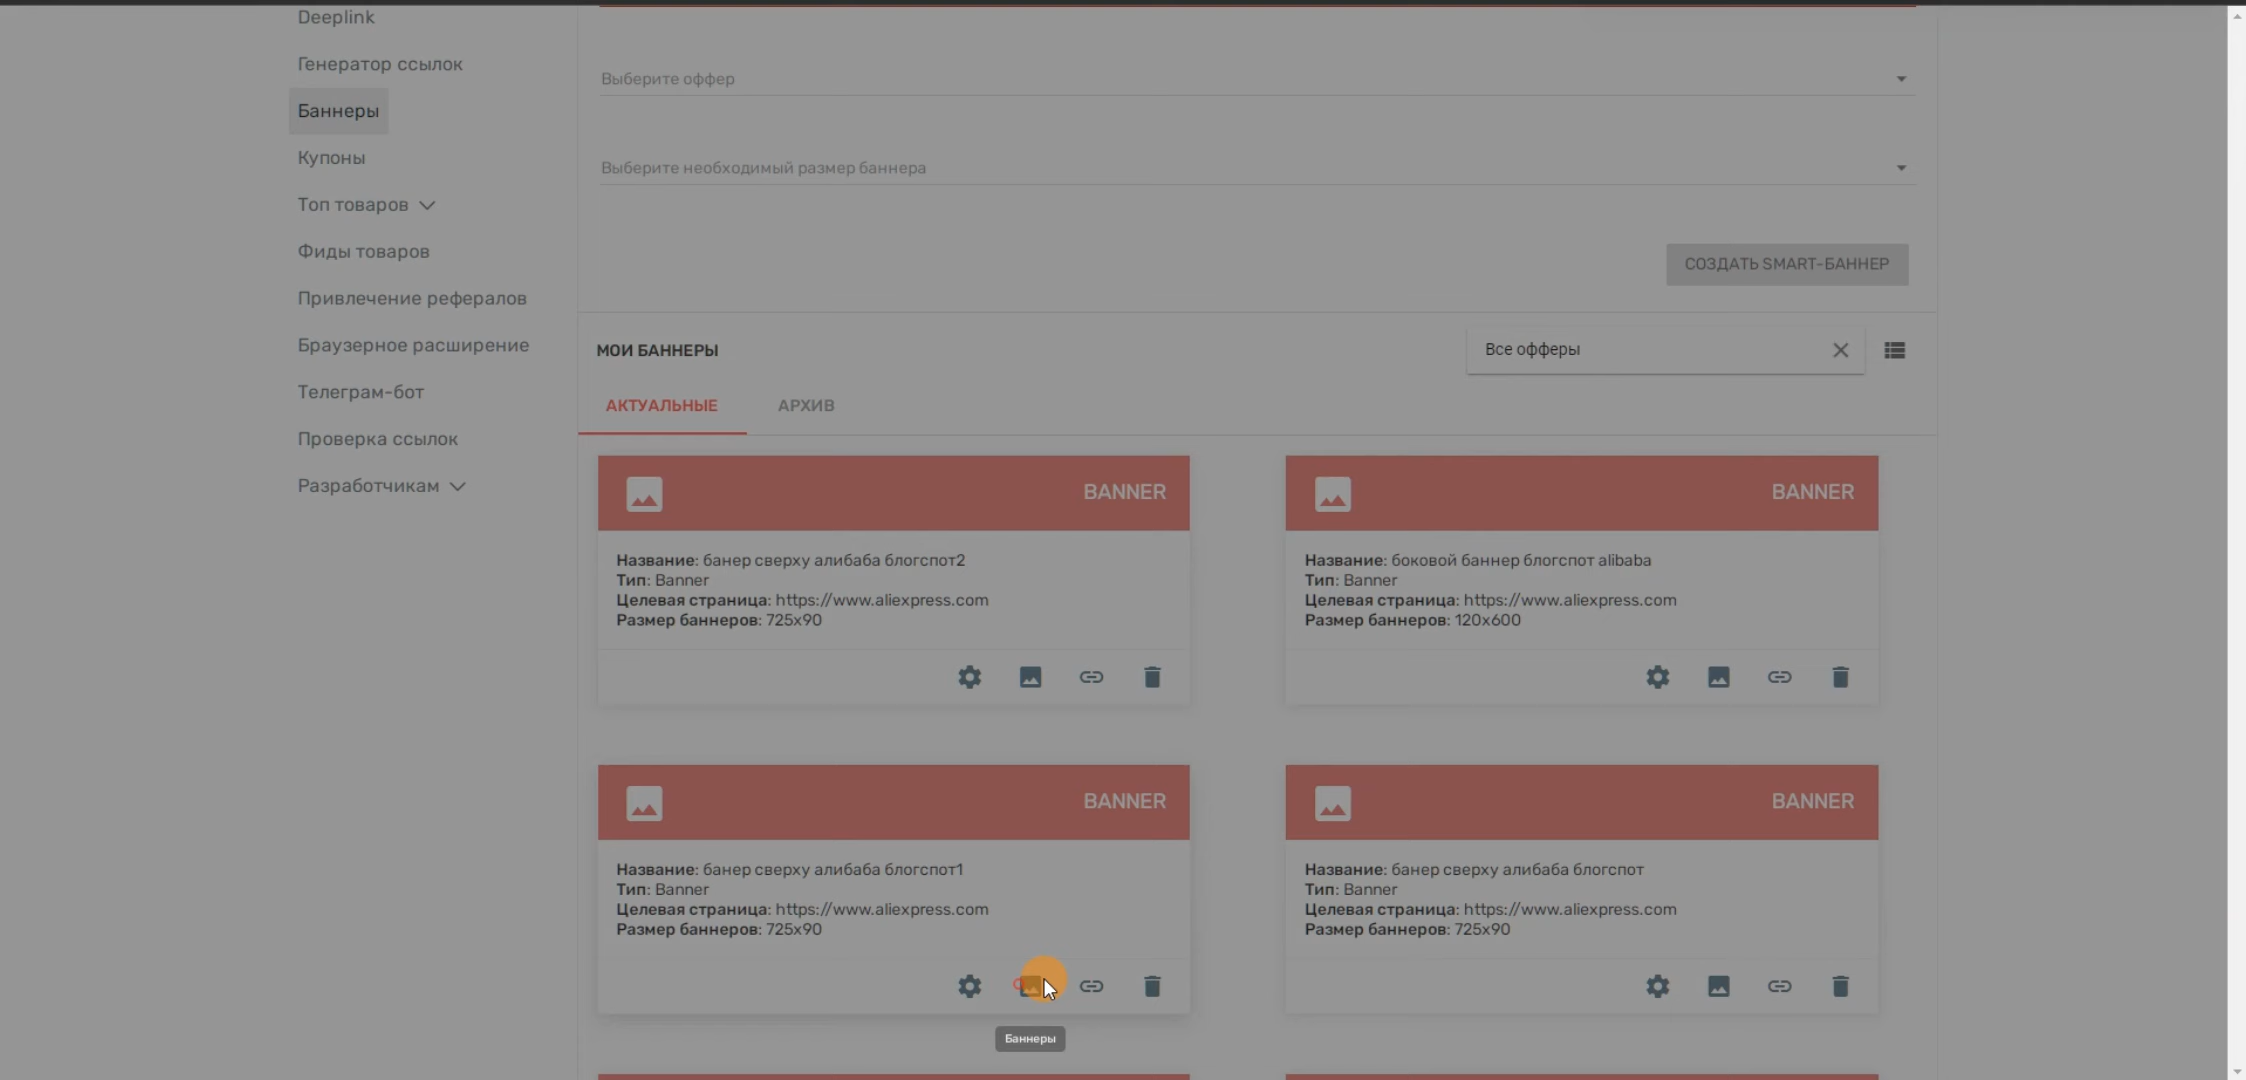 Deeplink
Генератор ссылок
Баннеры
Купоны
Топ товаров
Фиды товаров
Привлечение рефералов
Браузерное расширение
Телеграм-бот
Проверка ссылок
Разработчикам
Выберите оффер
Выберите необходимый размер баннера
СОЗДАТЬ SMART-БАННЕР
МОИ БАННЕРЫ
Все офферы
АКТУАЛЬНЫЕ
АРХИВ
BANNER
Название: банер сверху алибаба блогспот2
Тип: Banner
Целевая страница: https://www.aliexpress.com
Размер баннеров: 725x90
BANNER
Название: боковой баннер блогспот alibaba
Тип: Banner
Целевая страница: https://www.aliexpress.com
Размер баннеров: 120x600
BANNER
Название: банер сверху алибаба блогспот1
Тип: Banner
Целевая страница: https://www.aliexpress.com
Размер баннеров: 725x90
Баннеры
BANNER
Название: банер сверху алибаба блогспот
Тип: Banner
Целевая страница: https://www.aliexpress.com
Размер баннеров: 725x90